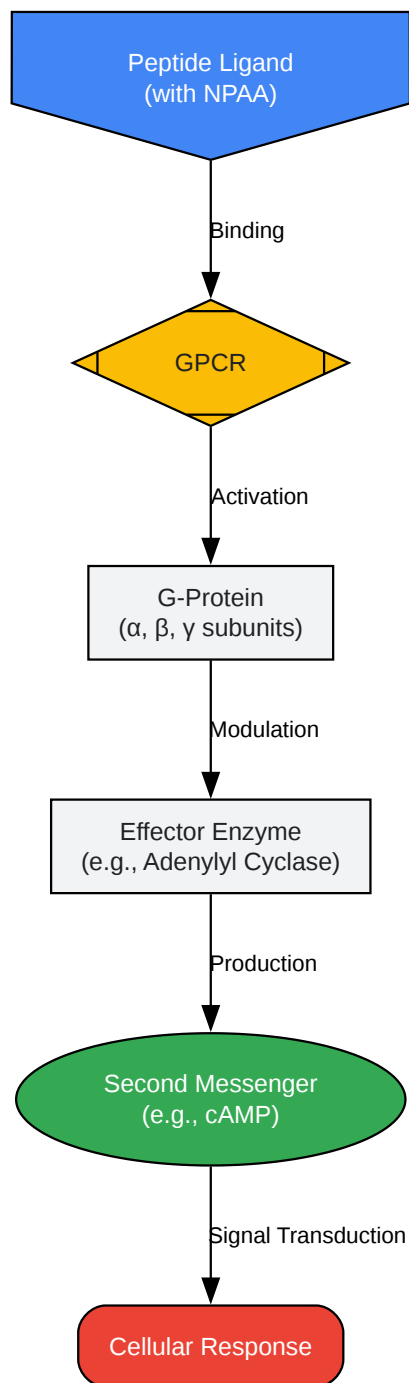 Peptide Ligand
(with NPAA)
Binding
GPCR
Activation
G-Protein
(α, β, γ subunits)
Modulation
Effector Enzyme
(e.g., Adenylyl Cyclase)
Production
Second Messenger
(e.g., cAMP)
Signal Transduction
Cellular Response